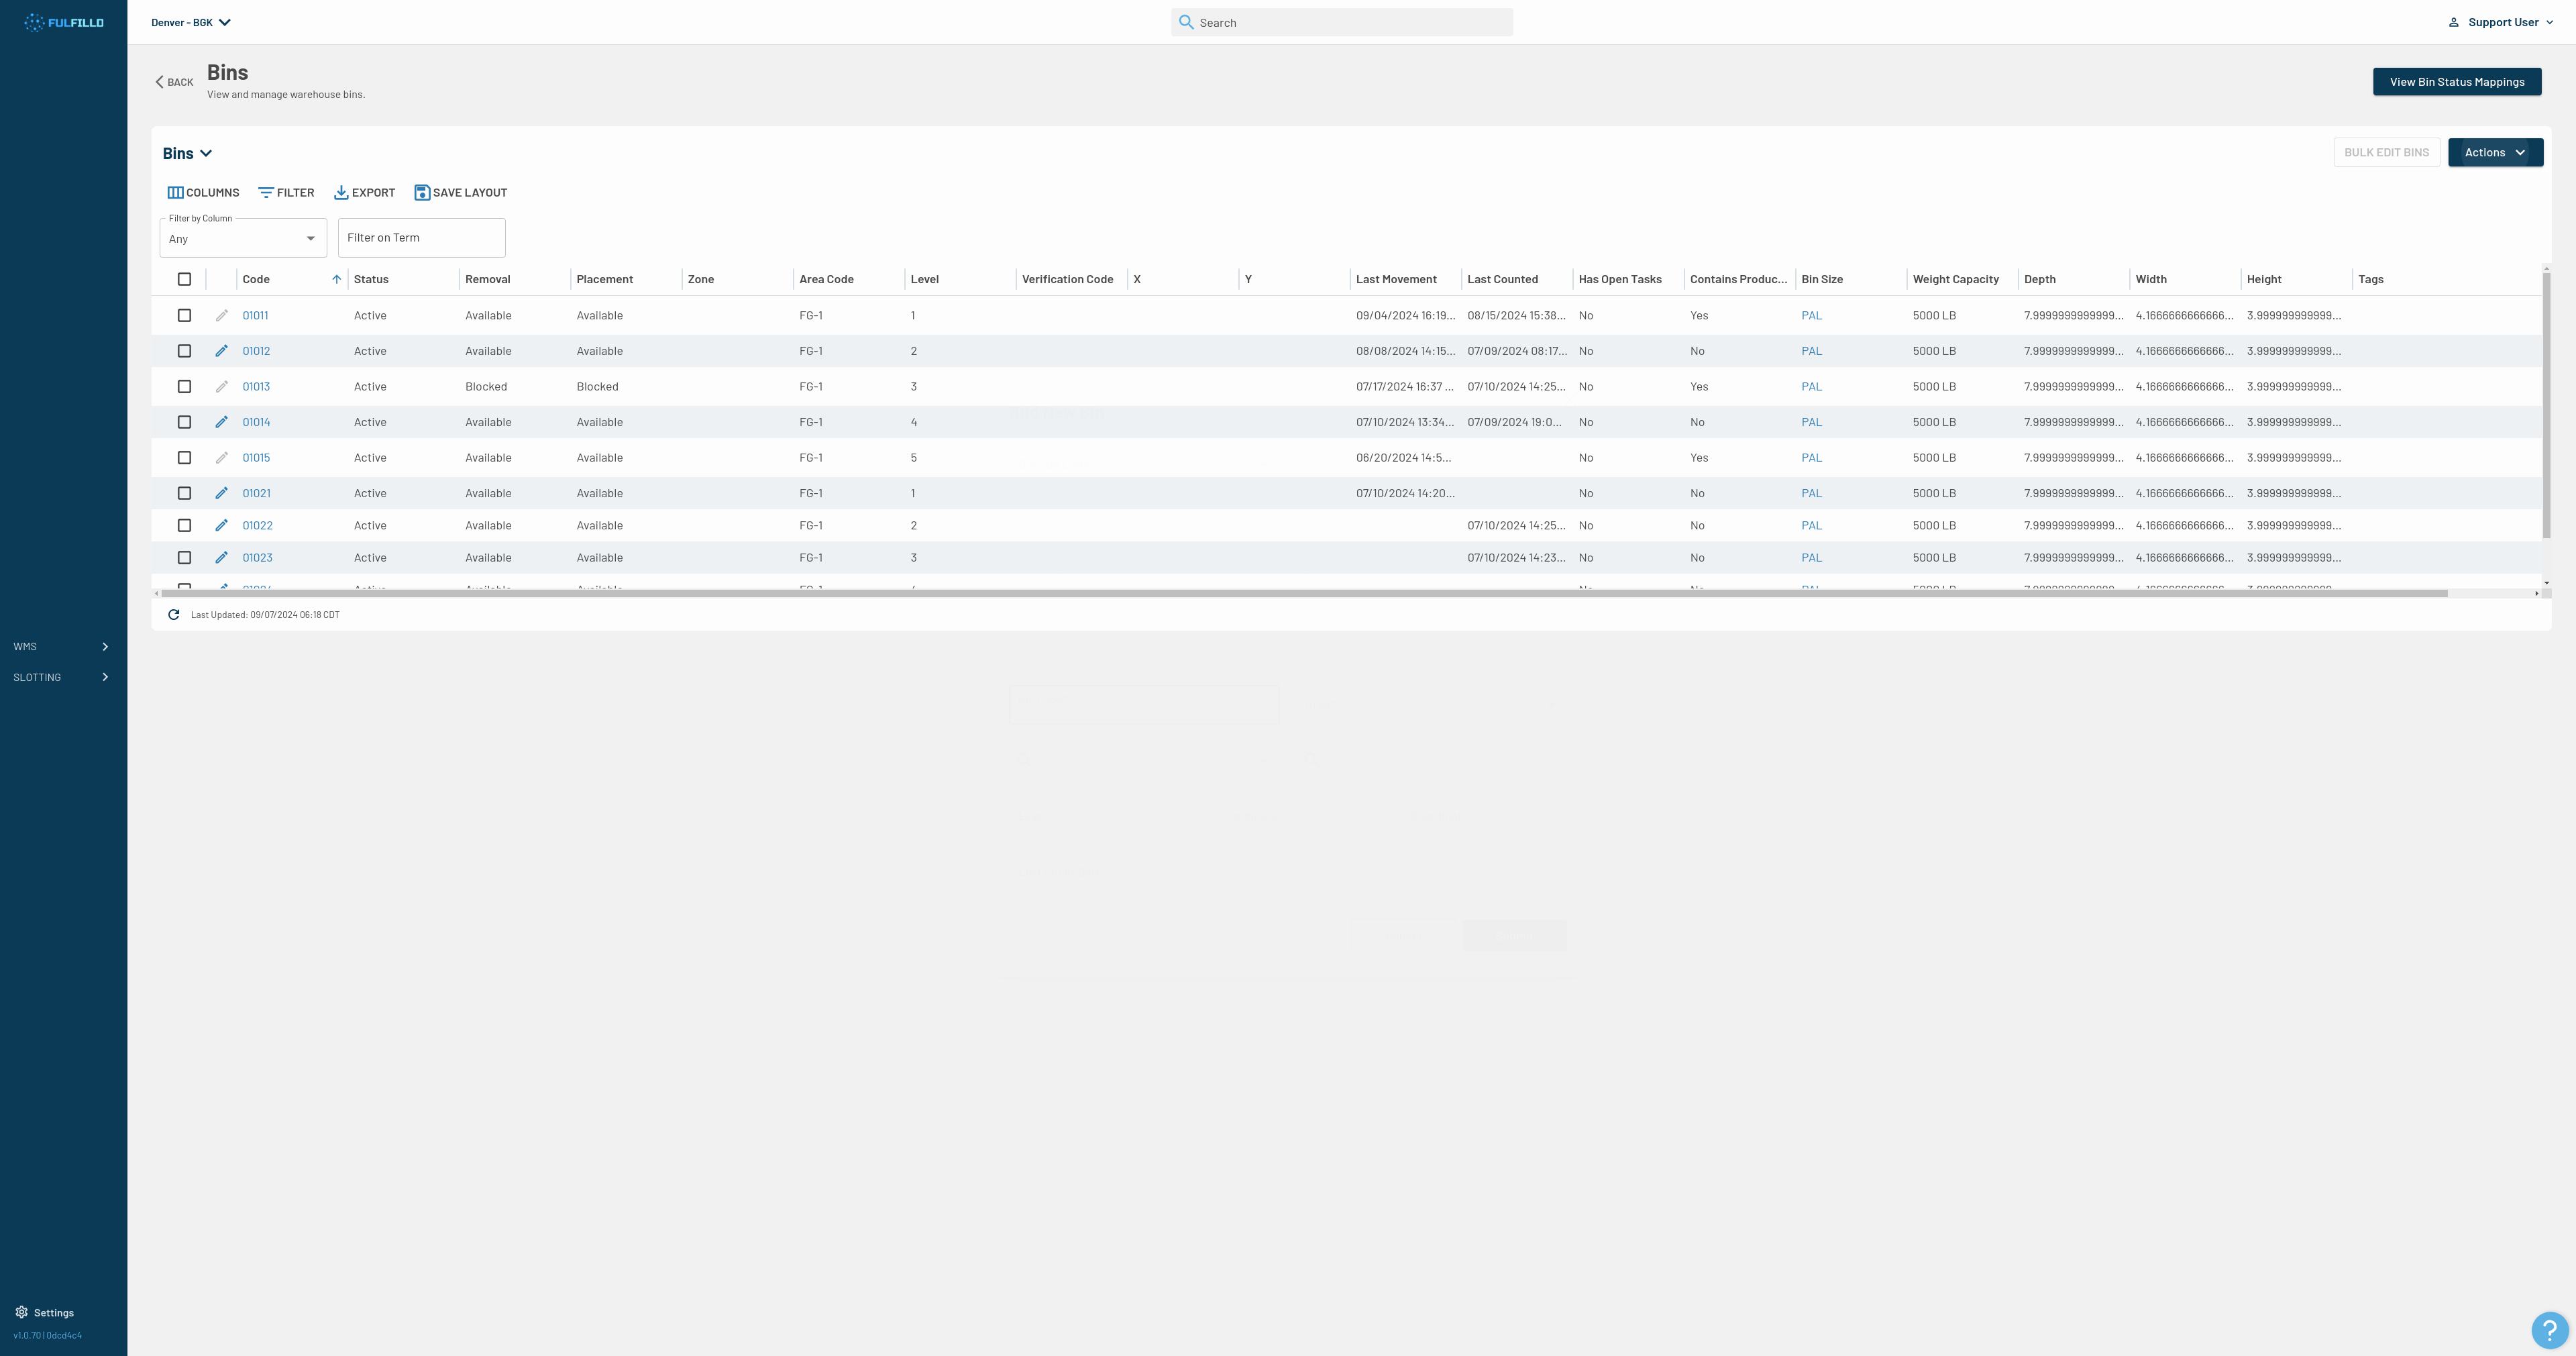 FULFILLD
Denver - BGK
Search
Support User
BACK
Bins
View and manage warehouse bins.
View Bin Status Mappings
Bins
BULK EDIT BINS
Actions
COLUMNS FILTER EXPORT SAVE LAYOUT
Filter by Column
Any
Filter on Term
Code Status Removal Placement Zone Area Code Level Verification Code X Y Last Movement Last Counted Has Open Tasks Contains Produc... Bin Size Weight Capacity Depth Width Height Tags
01011 Active Available Available FG-1 1 09/04/2024 16:19... 08/15/2024 15:38... No Yes PAL 5000 LB 7.9999999999999... 4.1666666666666... 3.999999999999...
01012 Active Available Available FG-1 2 08/08/2024 14:15... 07/09/2024 08:17... No No PAL 5000 LB 7.9999999999999... 4.1666666666666... 3.999999999999...
01013 Active Blocked Blocked FG-1 3 07/17/2024 16:37 ... 07/10/2024 14:25... No Yes PAL 5000 LB 7.9999999999999... 4.1666666666666... 3.999999999999...
01014 Active Available Available FG-1 4 07/10/2024 13:34... 07/09/2024 19:0... No No PAL 5000 LB 7.9999999999999... 4.1666666666666... 3.999999999999...
01015 Active Available Available FG-1 5 06/20/2024 14:5... No Yes PAL 5000 LB 7.9999999999999... 4.1666666666666... 3.999999999999...
01021 Active Available Available FG-1 1 07/10/2024 14:20... No No PAL 5000 LB 7.9999999999999... 4.1666666666666... 3.999999999999...
01022 Active Available Available FG-1 2 07/10/2024 14:25... No No PAL 5000 LB 7.9999999999999... 4.1666666666666... 3.999999999999...
01023 Active Available Available FG-1 3 07/10/2024 14:23... No No PAL 5000 LB 7.9999999999999... 4.1666666666666... 3.999999999999...
Last Updated: 09/07/2024 06:18 CDT
WMS
SLOTTING
Settings
v1.0.70 | 0dcd4c4
?